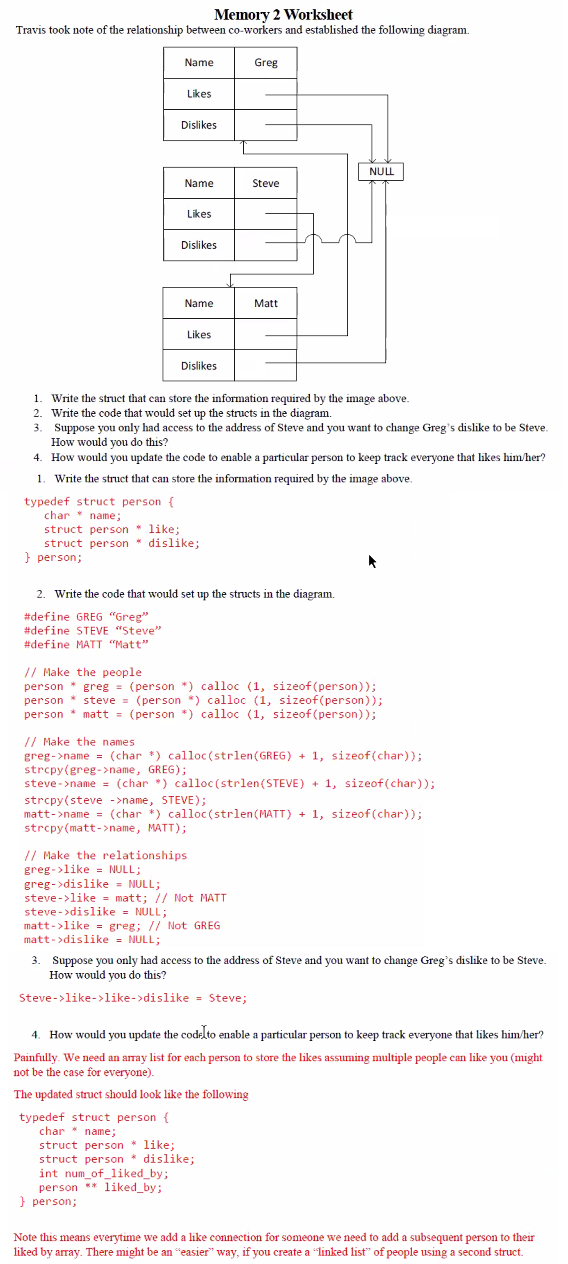 Memory 2 Worksheet
Travis took note of the relationship between co-workers and established the following diagram.
Name Greg
Likes
Dislikes
NULL
Name Steve
Likes
Dislikes
Name Matt
Likes
Dislikes
1. Write the struct that can store the information required by the image above.
2. Write the code that would set up the structs in the diagram.
3. Suppose you only had access to the address of Steve and you want to change Greg's dislike to be Steve.
How would you do this?
4. How would you update the code to enable a particular person to keep track everyone that likes him/her?
1. Write the struct that can store the information required by the image above.
typedef struct person {
char * name;
struct person * like;
struct person * dislike;
} person;
2. Write the code that would set up the structs in the diagram.
#define GREG “Greg”
#define STEVE “Steve”
#define MATT “Matt”
// Make the people
person * greg = (person *) calloc (1, sizeof(person));
person * steve = (person *) calloc (1, sizeof(person));
person * matt = (person *) calloc (1, sizeof(person));
// Make the names
greg->name = (char *) calloc(strlen(GREG) + 1, sizeof(char));
strcpy(greg->name, GREG);
steve->name = (char *) calloc(strlen(STEVE) + 1, sizeof(char));
strcpy(steve ->name, STEVE);
matt->name = (char *) calloc(strlen(MATT) + 1, sizeof(char));
strcpy(matt->name, MATT);
// Make the relationships
greg->like = NULL;
greg->dislike = NULL;
steve->like = matt; // Not MATT
steve->dislike = NULL;
matt->like = greg; // Not GREG
matt->dislike = NULL;
3. Suppose you only had access to the address of Steve and you want to change Greg's dislike to be Steve.
How would you do this?
Steve->like->like->dislike = Steve;
4. How would you update the code to enable a particular person to keep track everyone that likes him/her?
Painfully. We need an array list for each person to store the likes assuming multiple people can like you (might
not be the case for everyone).
The updated struct should look like the following
typedef struct person {
char * name;
struct person * like;
struct person * dislike;
int num_of_liked_by;
person ** liked_by;
} person;
Note this means everytime we add a like connection for someone we need to add a subsequent person to their
liked by array. There might be an “easier” way, if you create a “linked list” of people using a second struct.